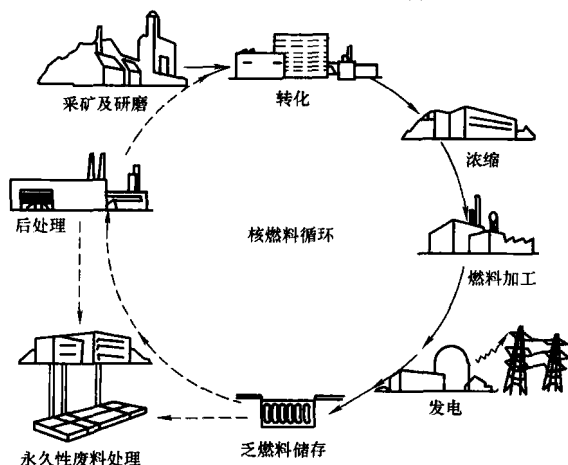 采矿及研磨
转化
浓缩
后处理
核燃料循环
燃料加工
发电
乏燃料储存
永久性废料处理